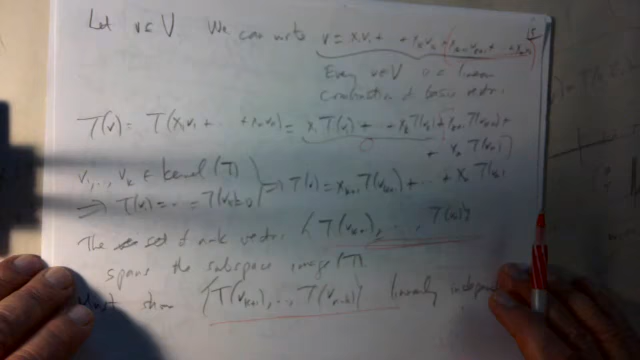 Let v∈V We can write v = x₁v₁ + ··· + xₖvₖ + (xₖ₊₁vₖ₊₁ + ··· + xₙvₙ) 15
Every v∈V is a linear
combination of basis vectors
T(v) = T(x₁v₁ + ··· + xₙvₙ) = x₁T(v₁) + ··· + xₖT(vₖ) + xₖ₊₁T(vₖ₊₁) +
0 ··· + xₙT(vₙ)
v₁, .., vₖ ∈ kernel(T)
⇒ T(v₁) = ··· = T(vₖ) = 0 ⇒ T(v) = xₖ₊₁T(vₖ₊₁) + ··· + xₙT(vₙ)
The set of n-k vectors {T(vₖ₊₁), ..., T(vₙ)}
spans the subspace image(T).
Must show {T(vₖ₊₁), .., T(vₙ₋ₖ)} linearly